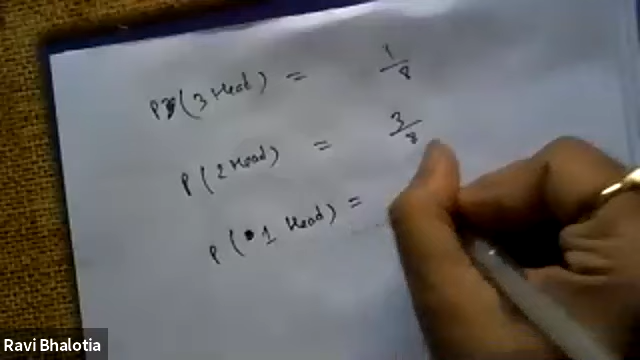 P(3 Head) = 1/8
P(2 Head) = 3/8
P(1 Head) =
Ravi Bhalotia